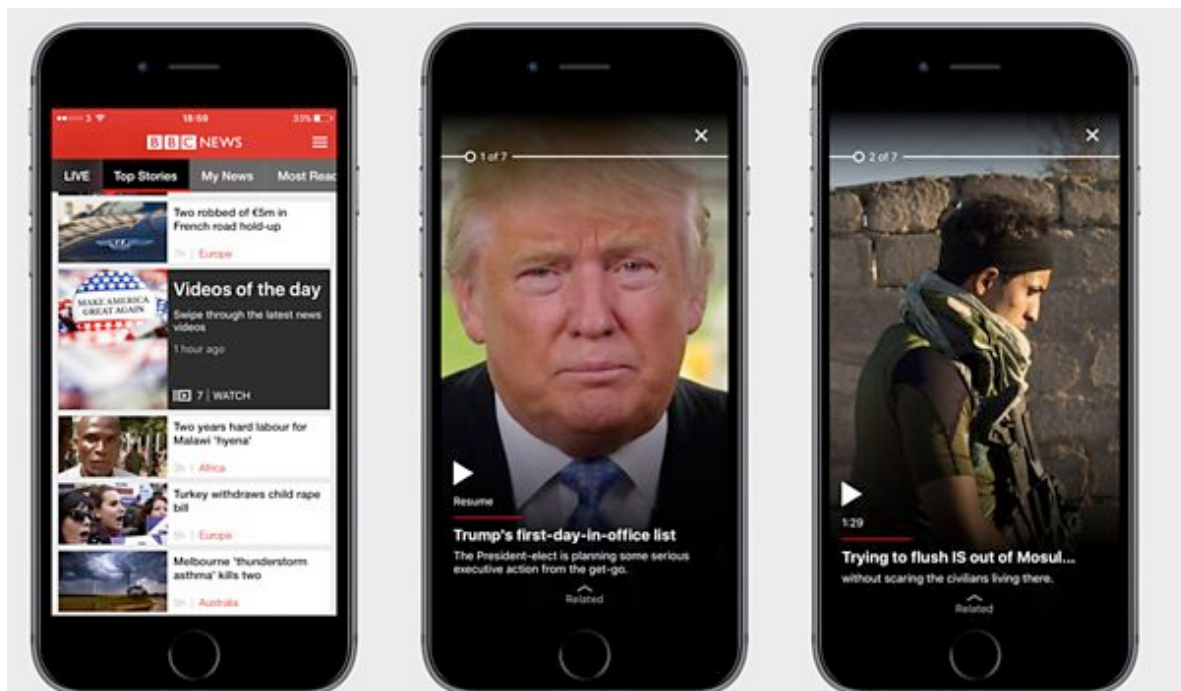 3 18:59 33%
BBC NEWS
LIVE Top Stories My News Most Read
Two robbed of €5m in
French road hold-up
7h | Europe
MAKE AMERICA
GREAT AGAIN
Videos of the day
Swipe through the latest news
videos
1 hour ago
7 | WATCH
Two years hard labour for
Malawi 'hyena'
3h | Africa
Turkey withdraws child rape
bill
5h | Europe
Melbourne 'thunderstorm
asthma' kills two
5h | Australia
1 of 7
Resume
Trump's first-day-in-office list
The President-elect is planning some serious
executive action from the get-go.
Related
2 of 7
1:29
Trying to flush IS out of Mosul...
without scaring the civilians living there.
Related